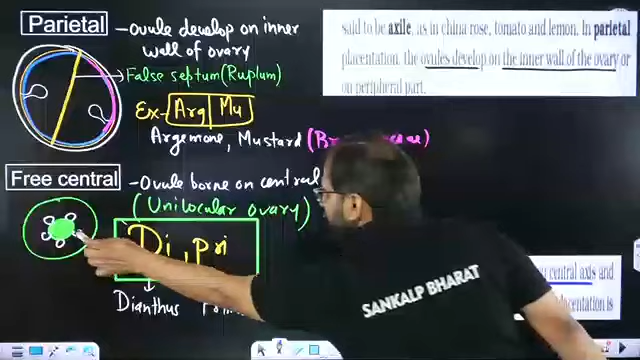 Parietal
-ovule develop on inner
wall of ovary
→False septum(Ruplum)
Ex- Arg | Mu
Argemone, Mustard
Free central
-Ovule borne on central
(Unilocular ovary)
Di, pri
Dianthus
said to be axile, as in china rose, tomato and lemon. In parietal
placentation, the ovules develop on the inner wall of the ovary or
on peripheral part.
central axis and
is
SANKALP BHARAT